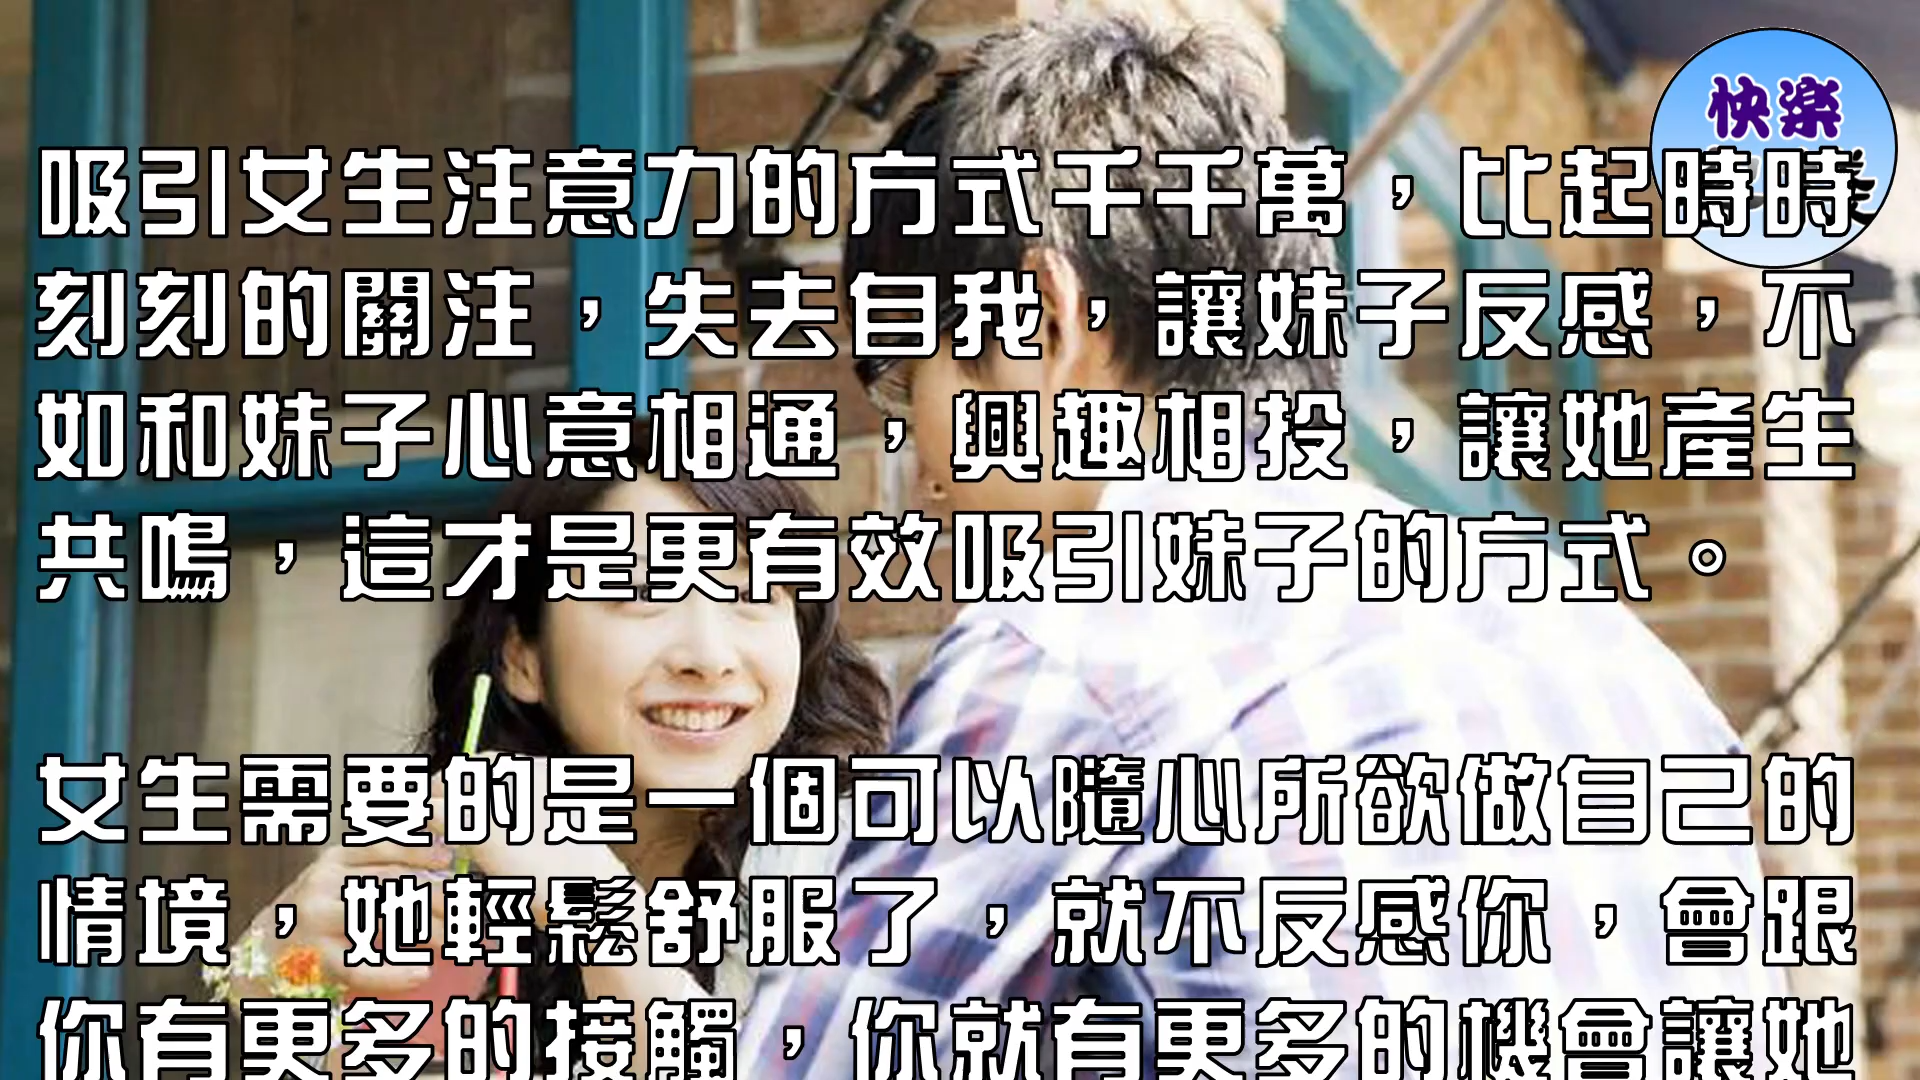 快樂
吸引女生注意力的方式千千萬，比起時時
刻刻的關注，失去自我，讓妹子反感，不
如和妹子心意相通，興趣相投，讓她產生
共鳴，這才是更有效吸引妹子的方式。
女生需要的是一個可以隨心所欲做自己的
情境，她輕鬆舒服了，就不反感你，會跟
你有更多的接觸，你就有更多的機會讓她